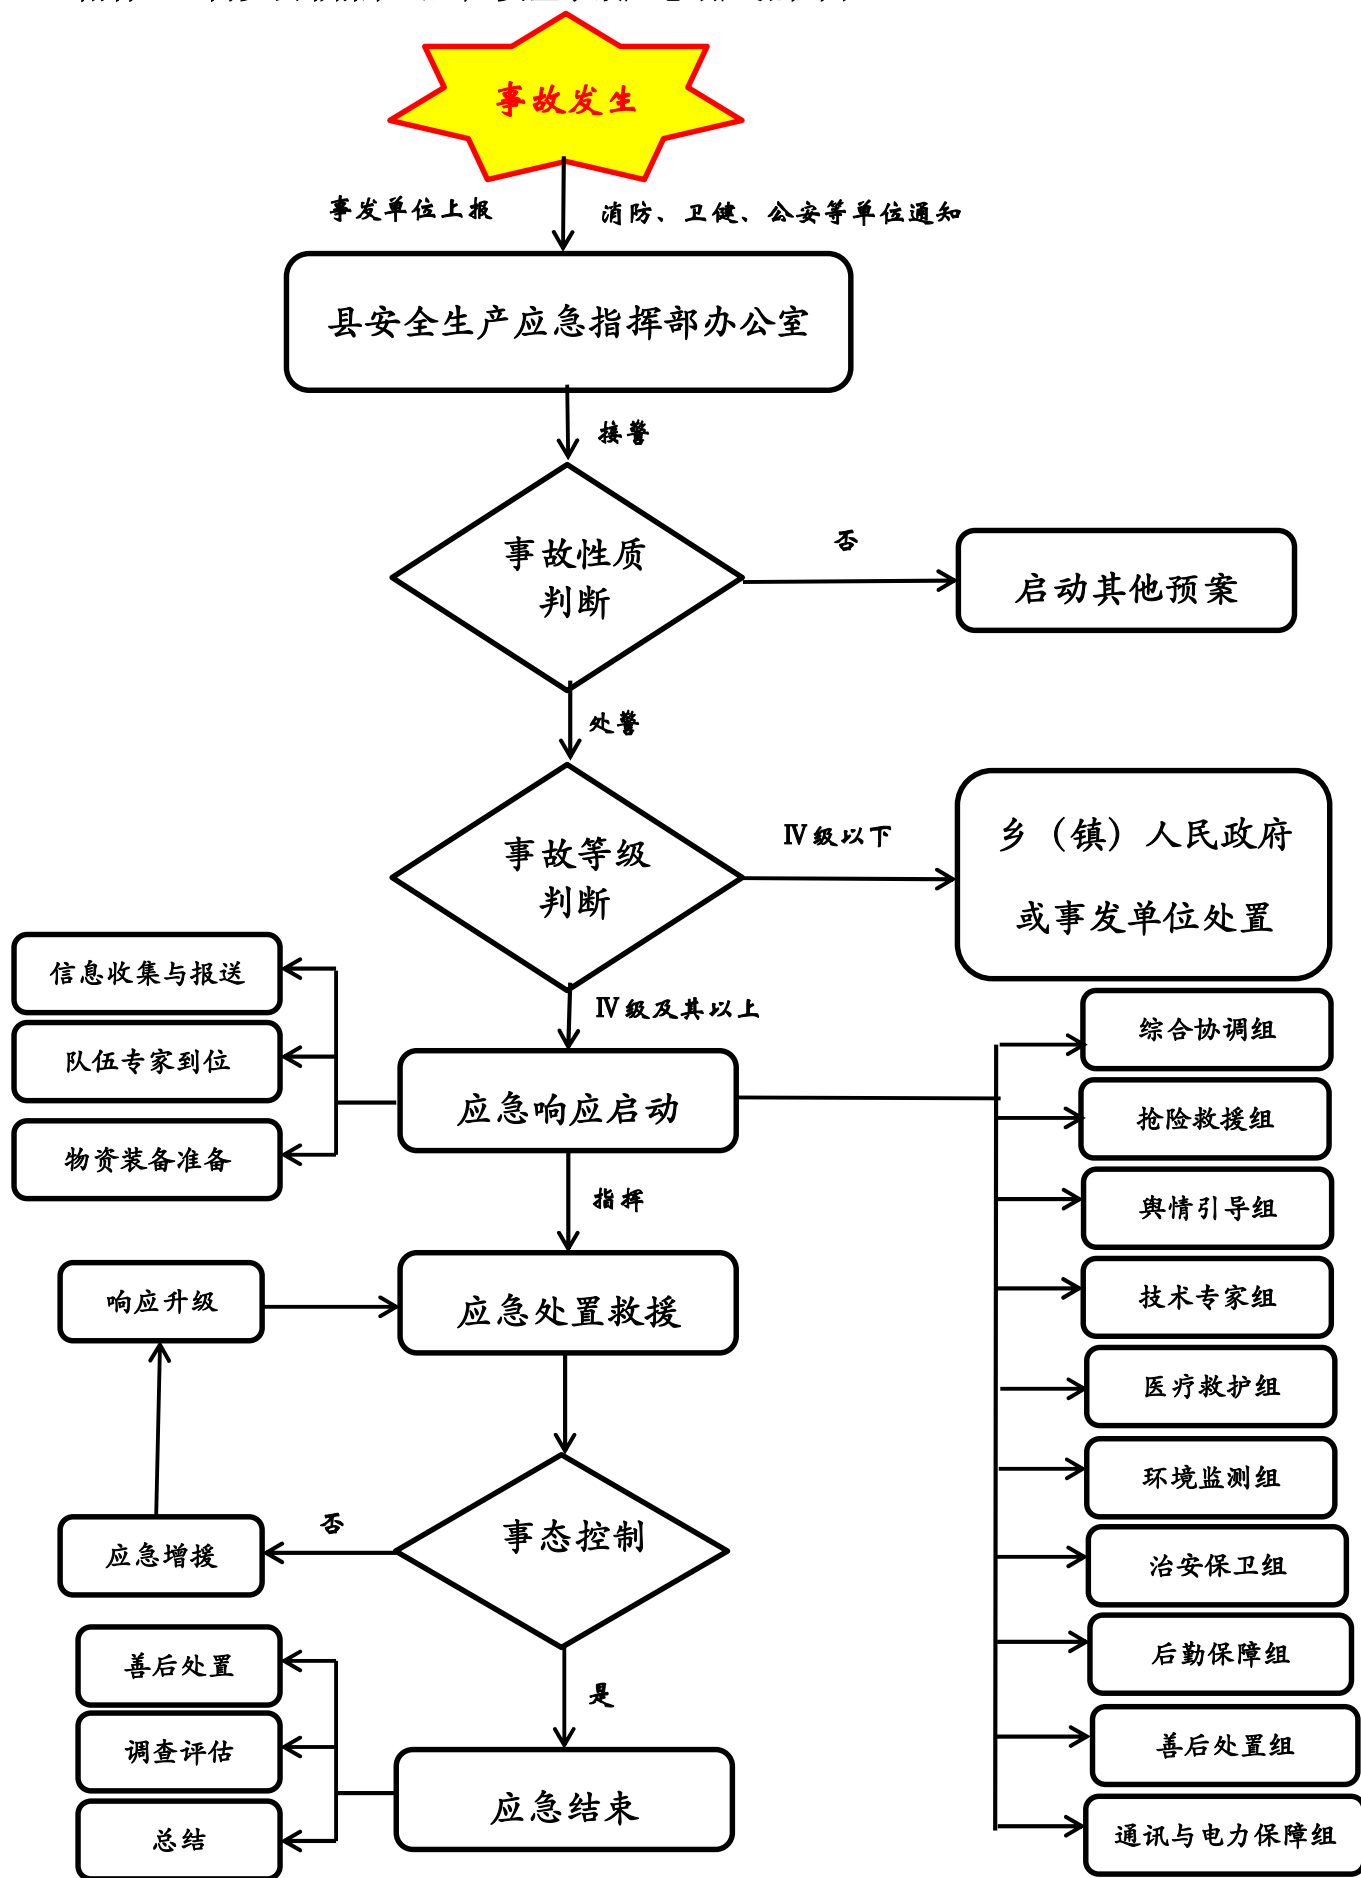 事故发生
事发单位上报
消防、卫健、公安等单位通知
县安全生产应急指挥部办公室
接警
事故性质
判断
否
启动其他预案
处警
事故等级
判断
Ⅳ级以下
乡（镇）人民政府
或事发单位处置
Ⅳ级及其以上
信息收集与报送
队伍专家到位
物资装备准备
应急响应启动
综合协调组
抢险救援组
舆情引导组
技术专家组
医疗救护组
环境监测组
治安保卫组
后勤保障组
善后处置组
通讯与电力保障组
指挥
响应升级
应急处置救援
应急增援
否
事态控制
是
善后处置
调查评估
总结
应急结束